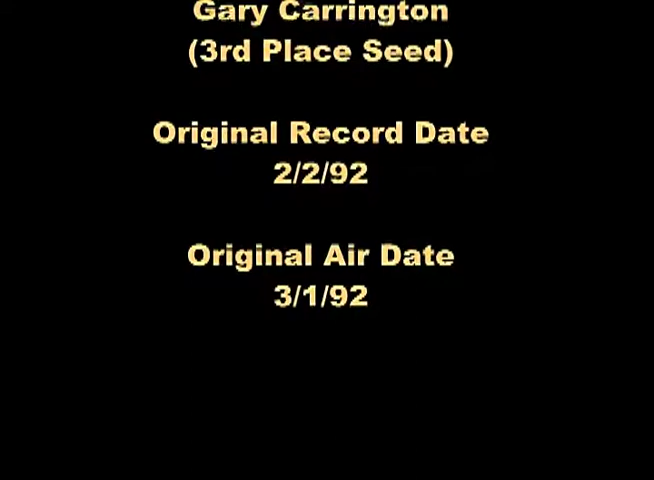 Gary Carrington
(3rd Place Seed)
Original Record Date
2/2/92
Original Air Date
3/1/92